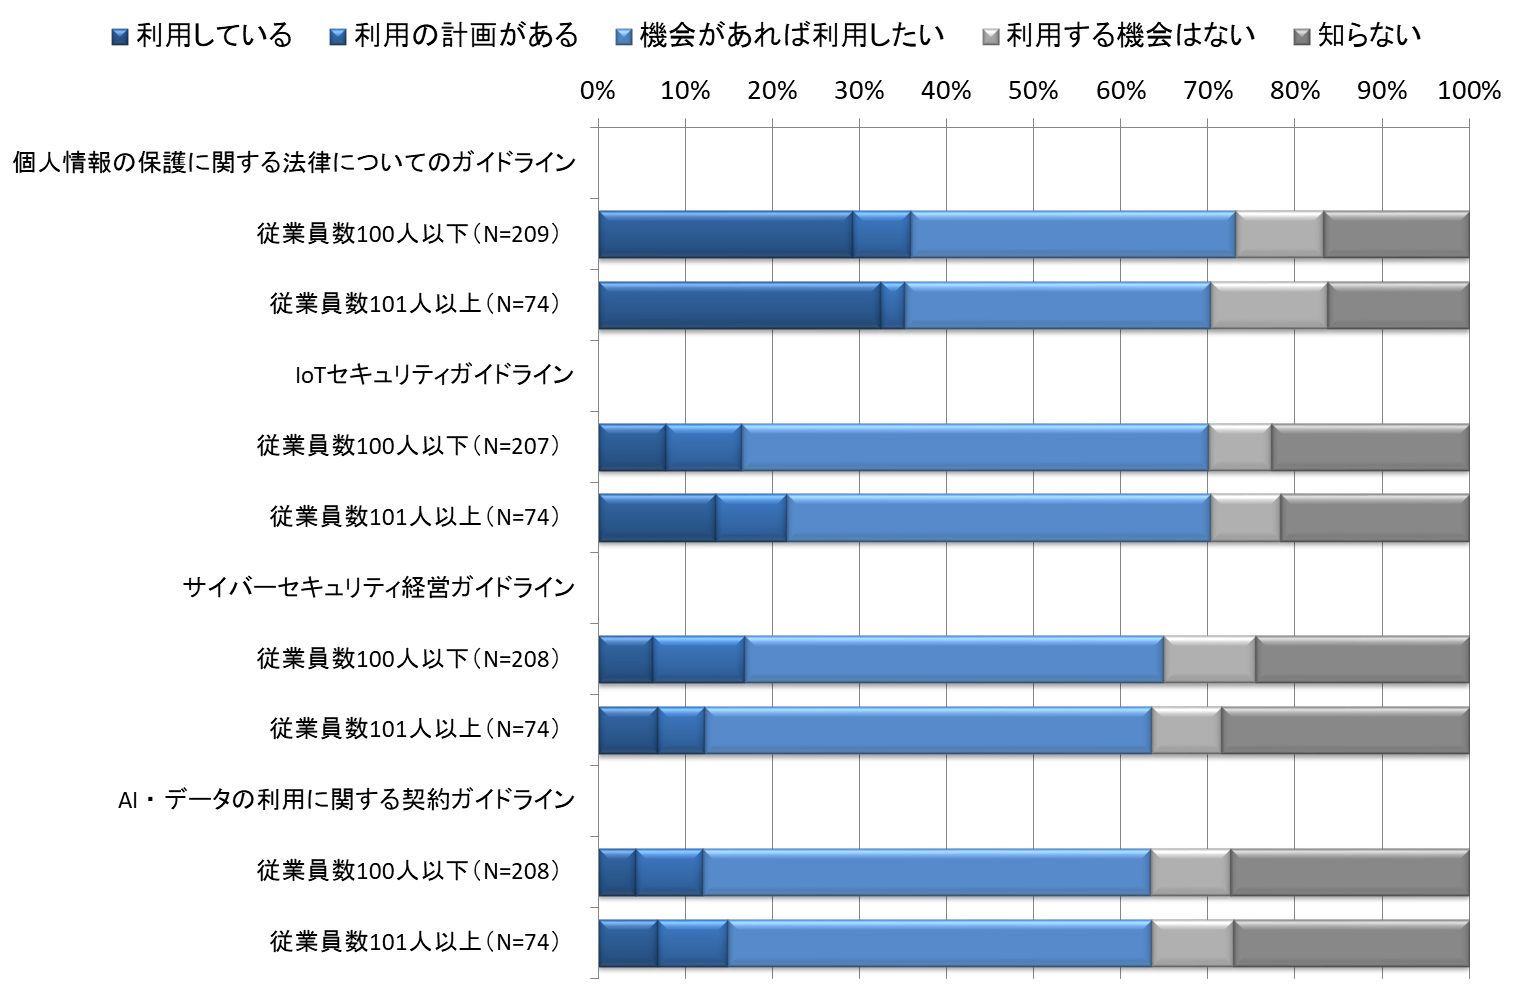 利用している 利用の計画がある 機会があれば利用したい 利用する機会はない 知らない
0% 10% 20% 30% 40% 50% 60% 70% 80% 90% 100%
個人情報の保護に関する法律についてのガイドライン
従業員数100人以下（N=209）
従業員数101人以上（N=74）
IoTセキュリティガイドライン
従業員数100人以下（N=207）
従業員数101人以上（N=74）
サイバーセキュリティ経営ガイドライン
従業員数100人以下（N=208）
従業員数101人以上（N=74）
AI・データの利用に関する契約ガイドライン
従業員数100人以下（N=208）
従業員数101人以上（N=74）